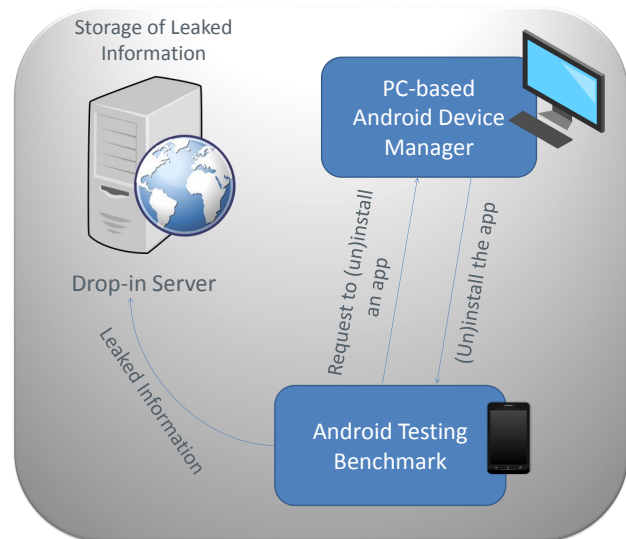 Storage of Leaked
Information
PC-based
Android Device
Manager
Drop-in Server
Request to (un)install
an app
(Un)install the app
Leaked Information
Android Testing
Benchmark